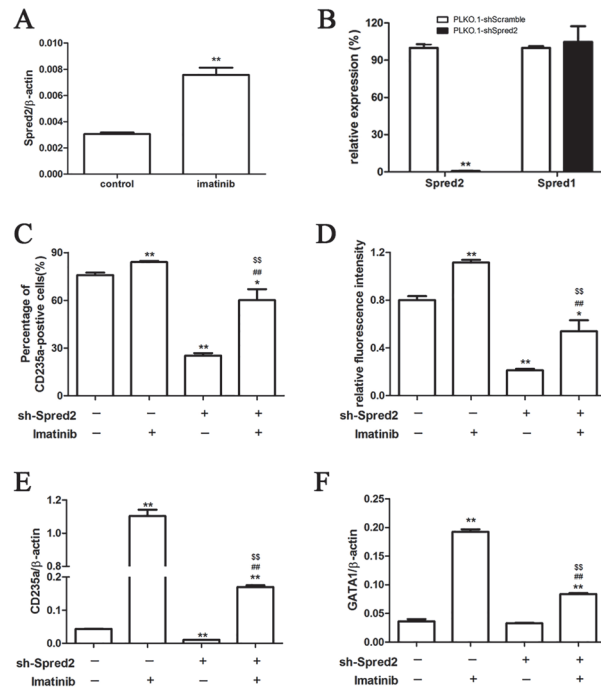 A
Spred2/β-actin
0.010
0.008
0.006
0.004
0.002
0.000
**
control
imatinib
B
relative expression (%)
120
90
60
30
0
PLKO.1-shScramble
PLKO.1-shSpred2
**
Spred2
Spred1
C
Percentage of
CD235a-postive cells(%)
90
60
30
0
**
**
$$
##
*
sh-Spred2 – – + +
Imatinib – + – +
D
relative fluorescence intensity
1.2
0.8
0.4
0.0
**
**
$$
##
*
– – + +
– + – +
E
CD235a/β-actin
1.2
1.0
0.8
0.2
0.1
0.0
**
**
$$
##
**
sh-Spred2 – – + +
Imatinib – + – +
F
GATA1/β-actin
0.25
0.20
0.15
0.10
0.05
0.00
**
$$
##
**
sh-Spred2 – – + +
Imatinib – + – +